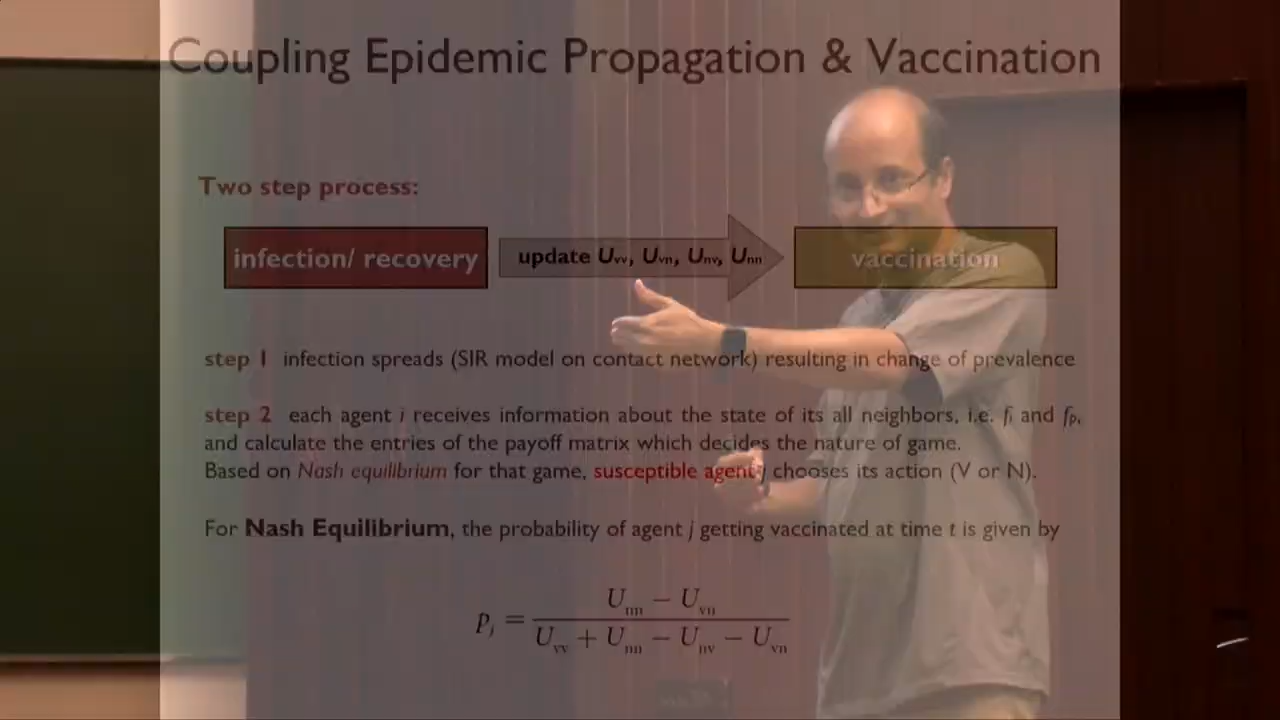 Coupling Epidemic Propagation & Vaccination
Two step process:
infection/ recovery
update Uvv, Uvn, Unv, Unn
vaccination
step 1 infection spreads (SIR model on contact network) resulting in change of prevalence
step 2 each agent j receives information about the state of its all neighbors, i.e. fi and fp,
and calculate the entries of the payoff matrix which decides the nature of game.
Based on Nash equilibrium for that game, susceptible agent j chooses its action (V or N).
For Nash Equilibrium, the probability of agent j getting vaccinated at time t is given by
pj = (Unn − Uvn) / (Uvv + Unn − Unv − Uvn)